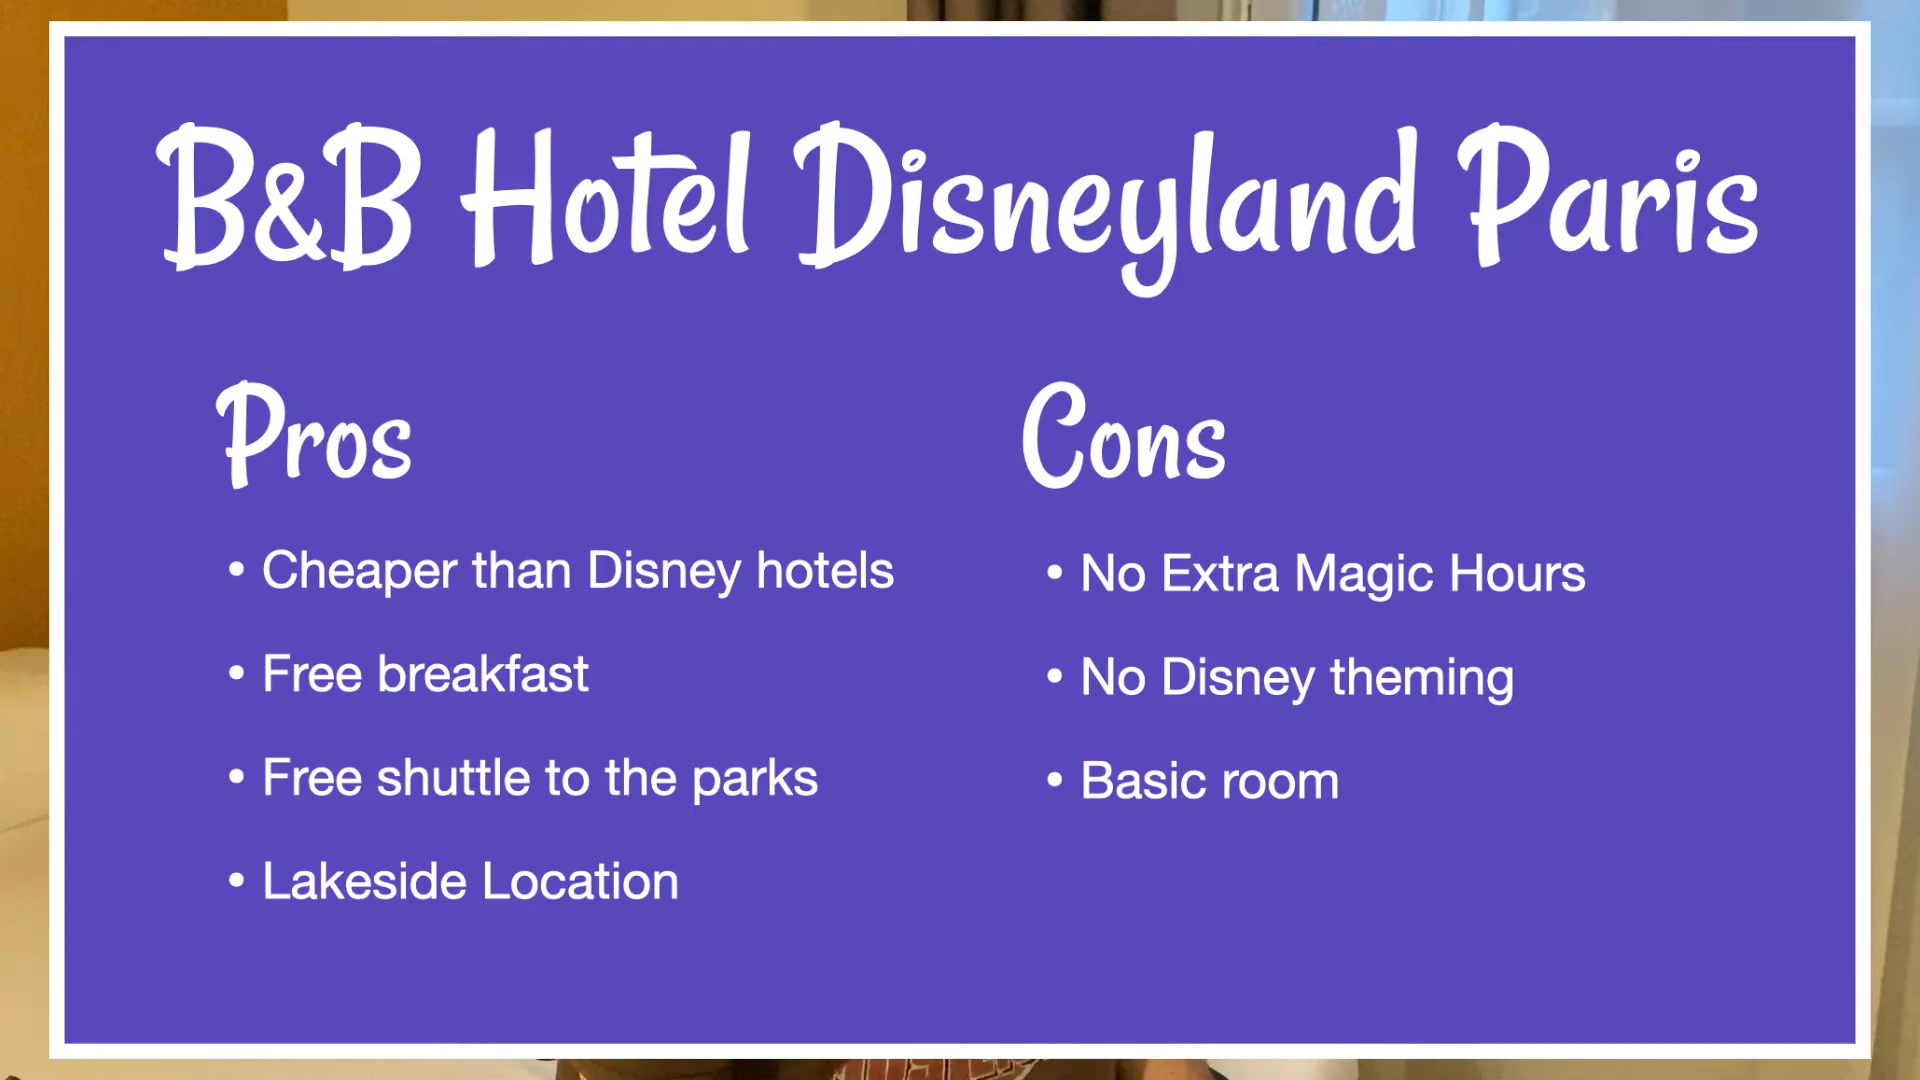 B&B Hotel Disneyland Paris
Pros
• Cheaper than Disney hotels
• Free breakfast
• Free shuttle to the parks
• Lakeside Location
Cons
• No Extra Magic Hours
• No Disney theming
• Basic room